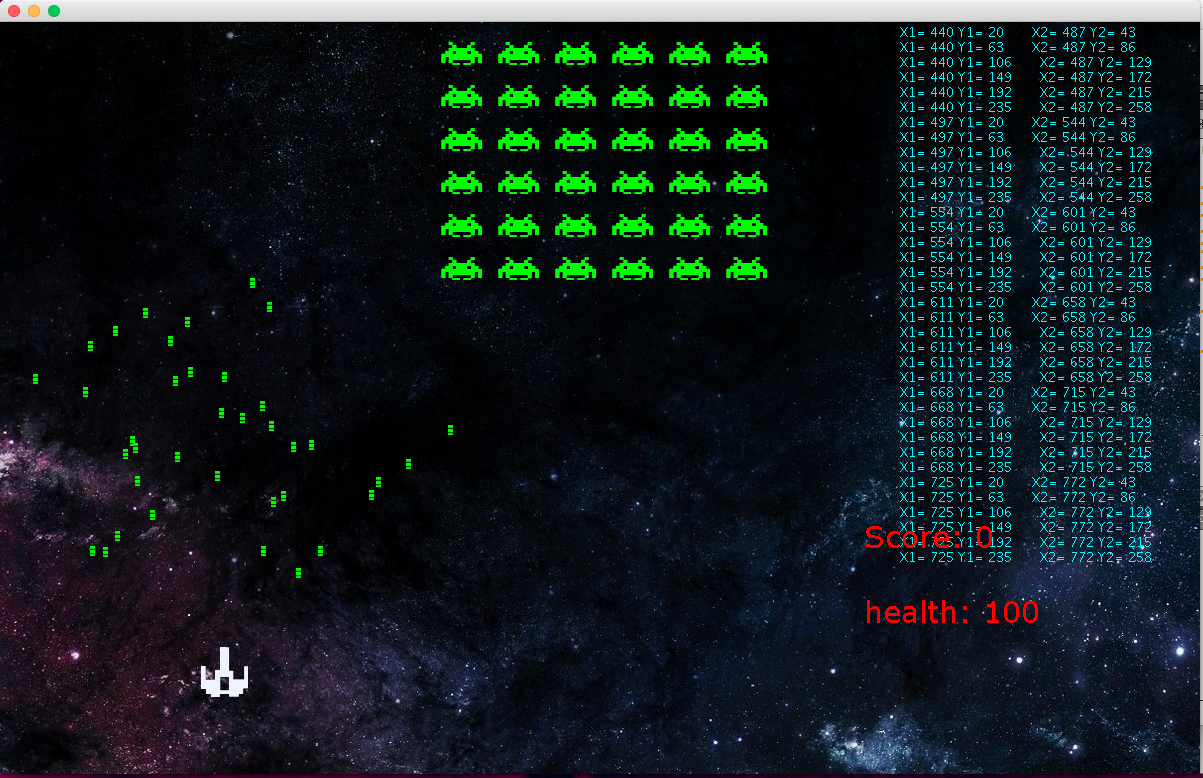 X1= 440 Y1= 20 X2= 487 Y2= 43
X1= 440 Y1= 63 X2= 487 Y2= 86
X1= 440 Y1= 106 X2= 487 Y2= 129
X1= 440 Y1= 149 X2= 487 Y2= 172
X1= 440 Y1= 192 X2= 487 Y2= 215
X1= 440 Y1= 235 X2= 487 Y2= 258
X1= 497 Y1= 20 X2= 544 Y2= 43
X1= 497 Y1= 63 X2= 544 Y2= 86
X1= 497 Y1= 106 X2= 544 Y2= 129
X1= 497 Y1= 149 X2= 544 Y2= 172
X1= 497 Y1= 192 X2= 544 Y2= 215
X1= 497 Y1= 235 X2= 544 Y2= 258
X1= 554 Y1= 20 X2= 601 Y2= 43
X1= 554 Y1= 63 X2= 601 Y2= 86
X1= 554 Y1= 106 X2= 601 Y2= 129
X1= 554 Y1= 149 X2= 601 Y2= 172
X1= 554 Y1= 192 X2= 601 Y2= 215
X1= 554 Y1= 235 X2= 601 Y2= 258
X1= 611 Y1= 20 X2= 658 Y2= 43
X1= 611 Y1= 63 X2= 658 Y2= 86
X1= 611 Y1= 106 X2= 658 Y2= 129
X1= 611 Y1= 149 X2= 658 Y2= 172
X1= 611 Y1= 192 X2= 658 Y2= 215
X1= 611 Y1= 235 X2= 658 Y2= 258
X1= 668 Y1= 20 X2= 715 Y2= 43
X1= 668 Y1= 63 X2= 715 Y2= 86
X1= 668 Y1= 106 X2= 715 Y2= 129
X1= 668 Y1= 149 X2= 715 Y2= 172
X1= 668 Y1= 192 X2= 715 Y2= 215
X1= 668 Y1= 235 X2= 715 Y2= 258
X1= 725 Y1= 20 X2= 772 Y2= 43
X1= 725 Y1= 63 X2= 772 Y2= 86
X1= 725 Y1= 106 X2= 772 Y2= 129
X1= 725 Y1= 149 X2= 772 Y2= 172
X1= 725 Y1= 192 X2= 772 Y2= 215
X1= 725 Y1= 235 X2= 772 Y2= 258
Score: 0
health: 100